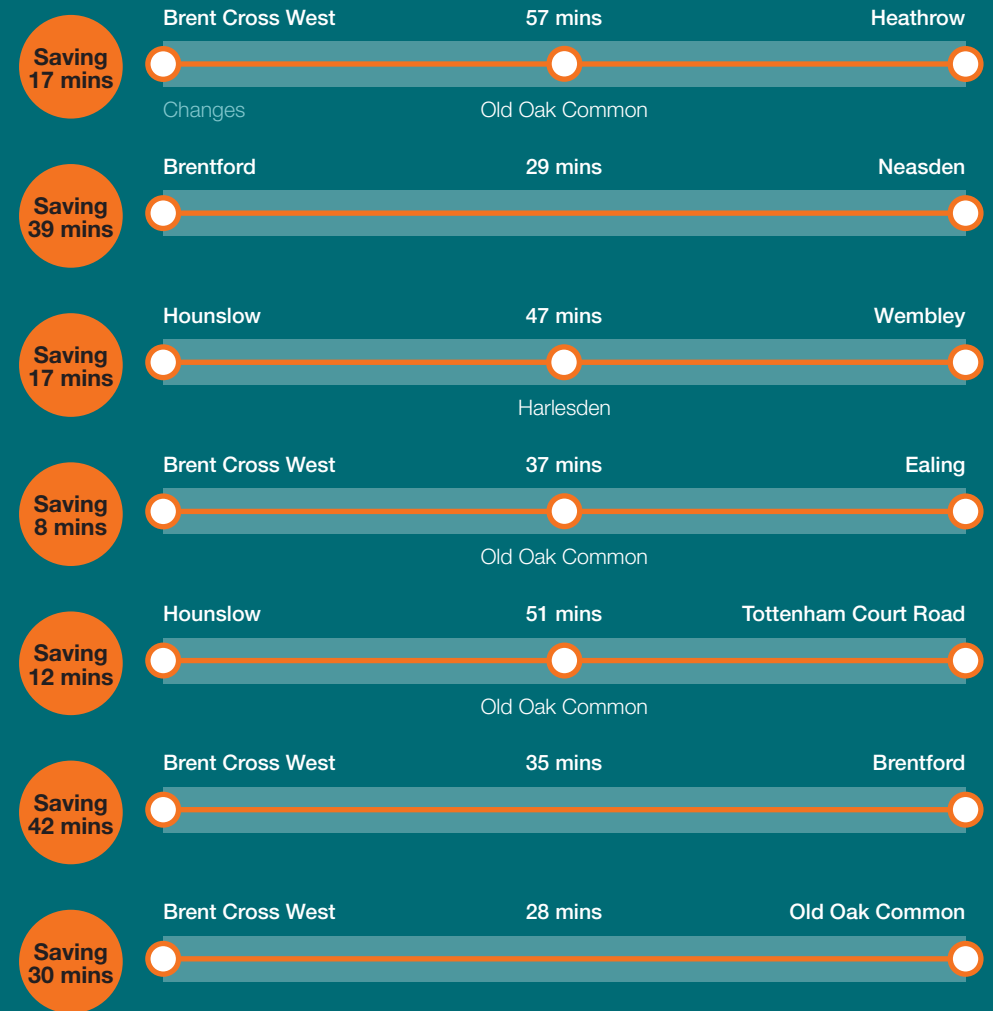 Brent Cross West 57 mins Heathrow
Saving
17 mins
Changes Old Oak Common
Brentford 29 mins Neasden
Saving
39 mins
Hounslow 47 mins Wembley
Saving
17 mins
Harlesden
Brent Cross West 37 mins Ealing
Saving
8 mins
Old Oak Common
Hounslow 51 mins Tottenham Court Road
Saving
12 mins
Old Oak Common
Brent Cross West 35 mins Brentford
Saving
42 mins
Brent Cross West 28 mins Old Oak Common
Saving
30 mins